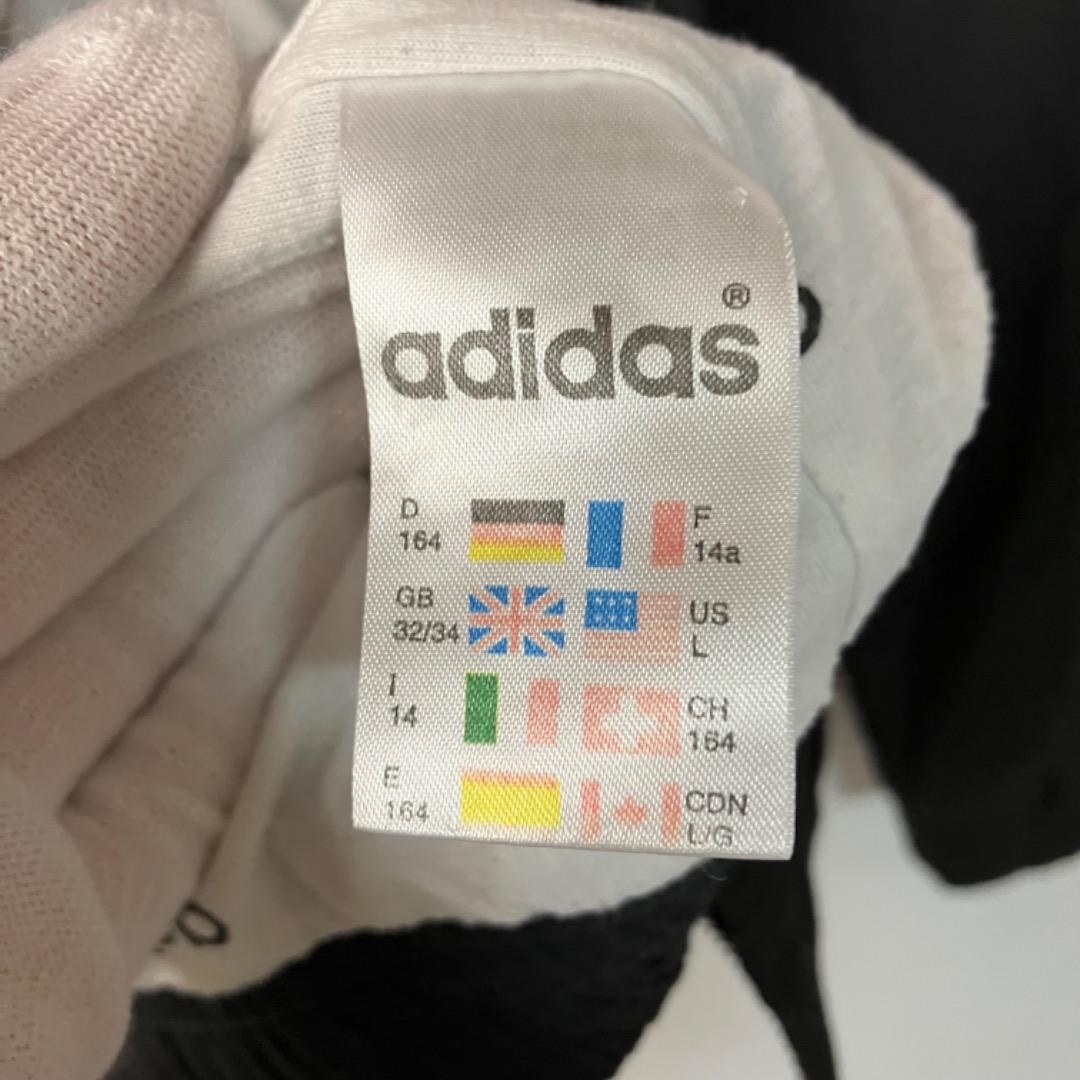 adidas®
D
164
F
14a
GB
32/34
US
L
I
14
CH
164
E
164
CDN
L/G